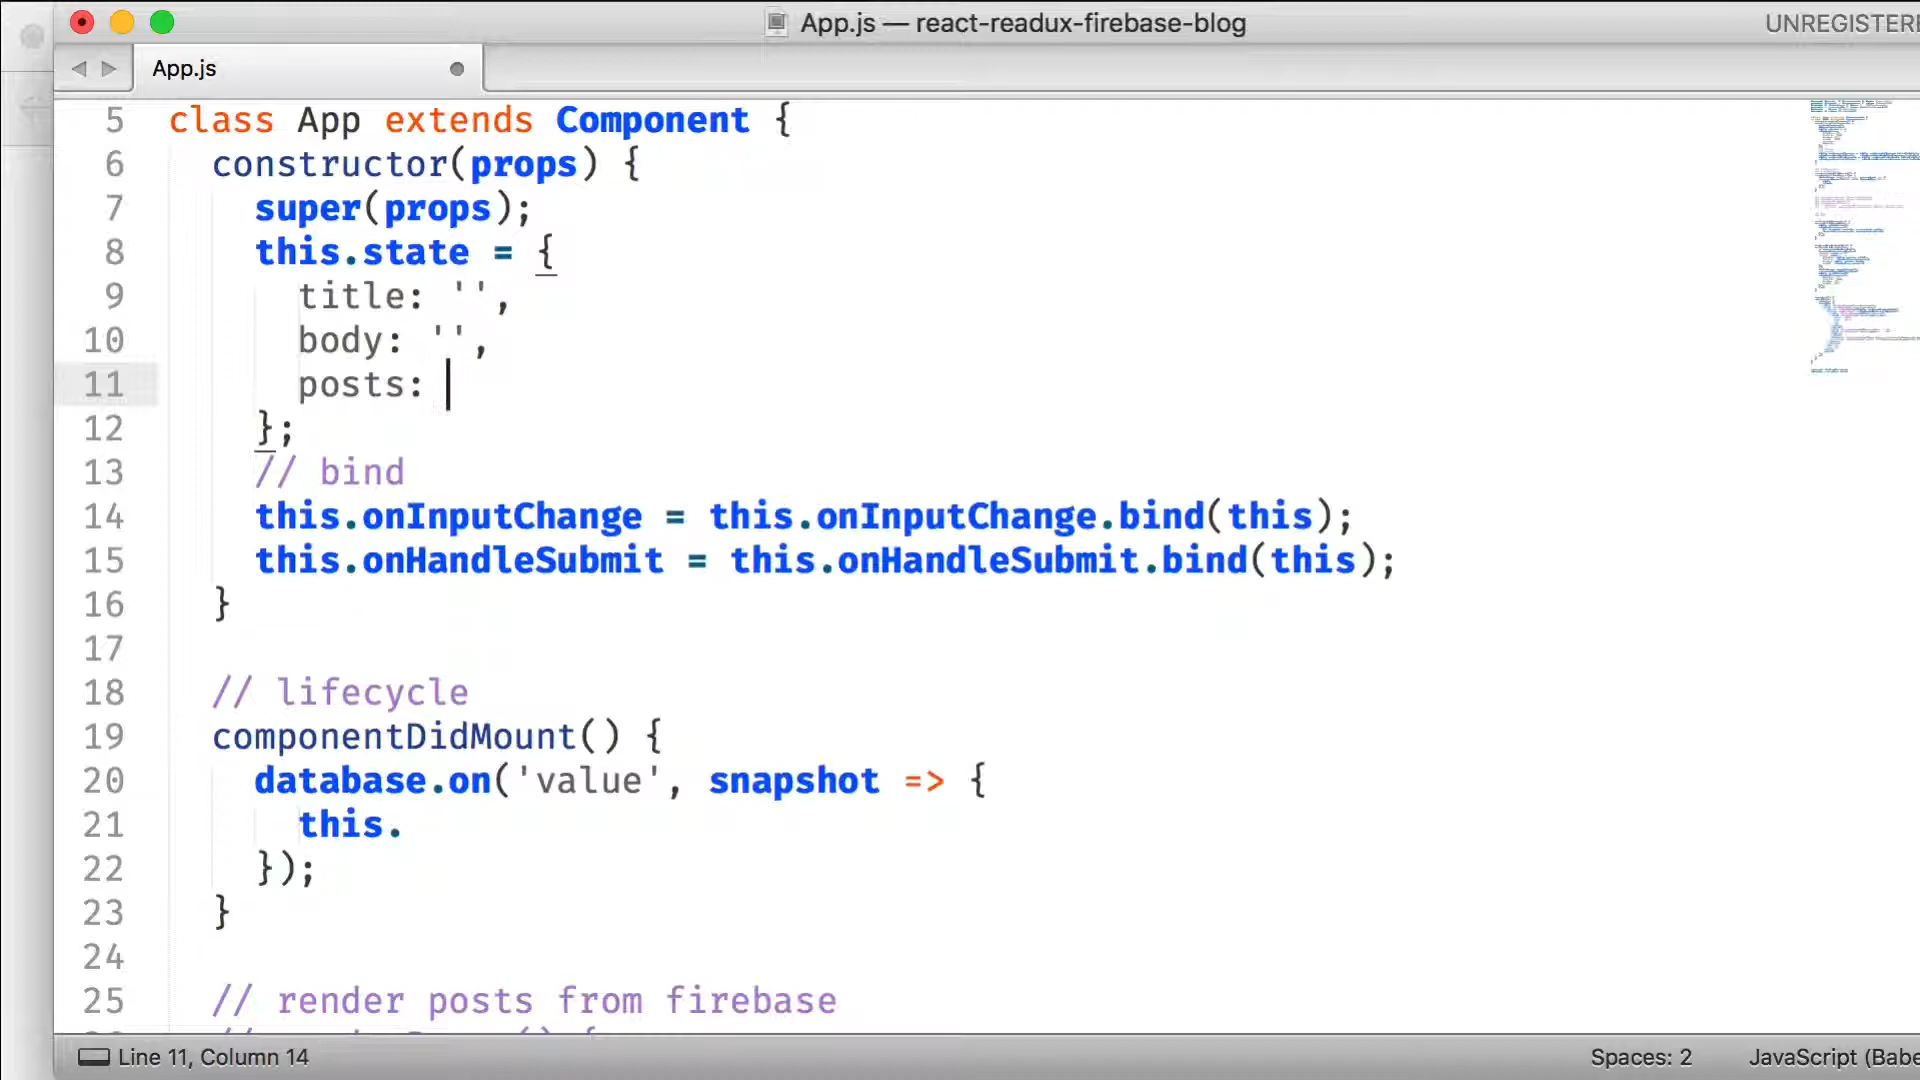 App.js — react-readux-firebase-blog
UNREGISTERE
App.js
5 class App extends Component {
6 constructor(props) {
7 super(props);
8 this.state = {
9 title: '',
10 body: '',
11 posts:
12 };
13 // bind
14 this.onInputChange = this.onInputChange.bind(this);
15 this.onHandleSubmit = this.onHandleSubmit.bind(this);
16 }
17
18 // lifecycle
19 componentDidMount() {
20 database.on('value', snapshot => {
21 this.
22 });
23 }
24
25 // render posts from firebase
Line 11, Column 14
Spaces: 2
JavaScript (Babe